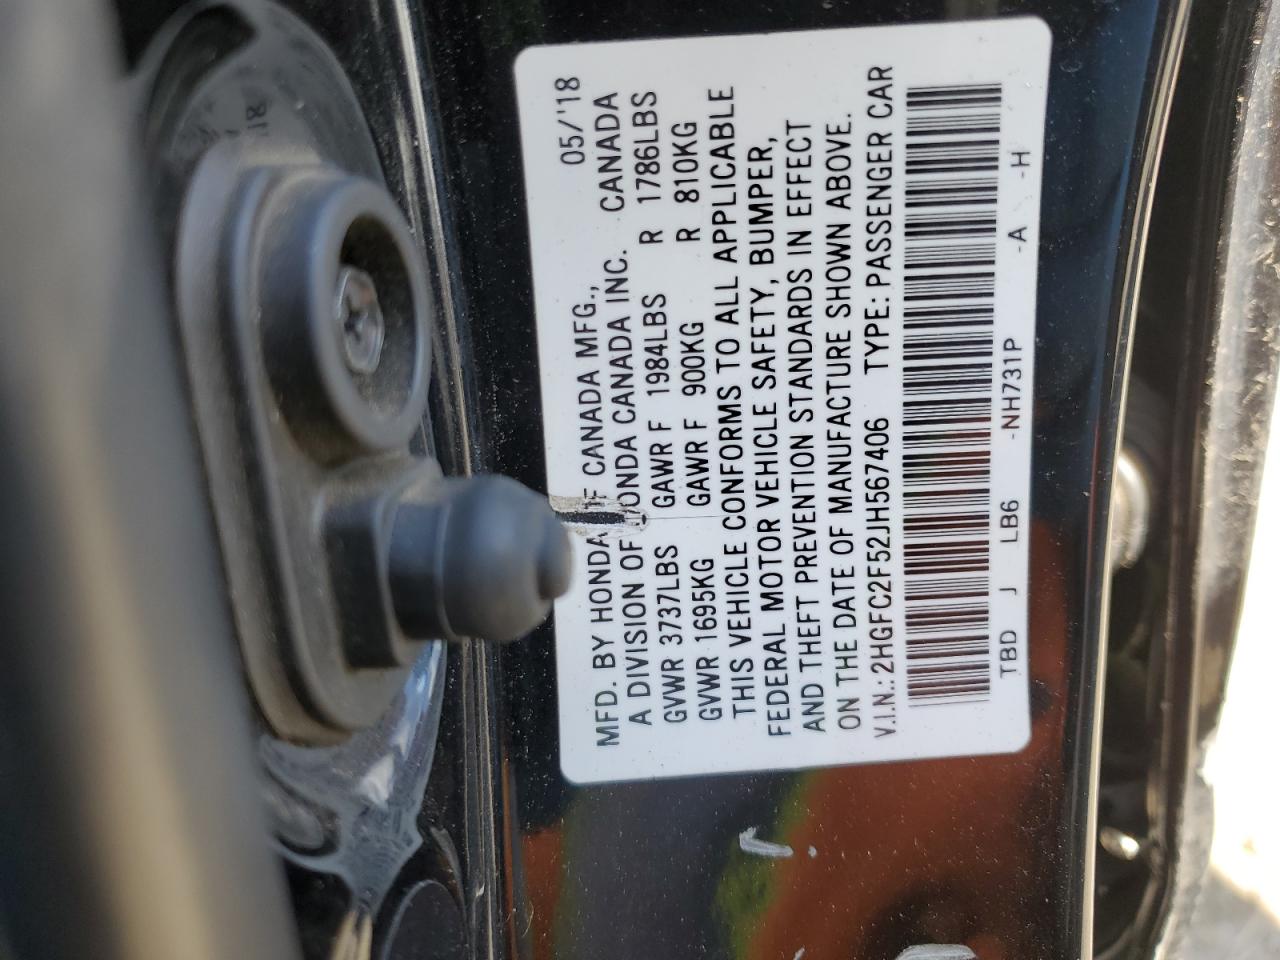 MFD. BY HONDA OF CANADA MFG., 05/'18
A DIVISION OF HONDA CANADA INC. CANADA
GVWR 3737LBS GAWR F 1984LBS R 1786LBS
GVWR 1695KG GAWR F 900KG R 810KG
THIS VEHICLE CONFORMS TO ALL APPLICABLE
FEDERAL MOTOR VEHICLE SAFETY, BUMPER,
AND THEFT PREVENTION STANDARDS IN EFFECT
ON THE DATE OF MANUFACTURE SHOWN ABOVE.
V.I.N.: 2HGFC2F52JH567406 TYPE: PASSENGER CAR
TBD J LB6 -NH731P -A -H